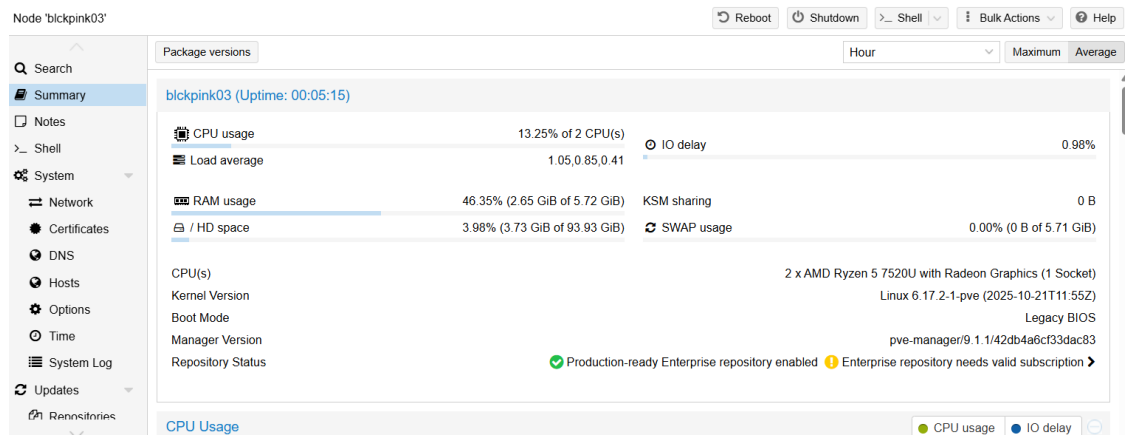 Node 'blckpink03'
Reboot
Shutdown
>_ Shell
Bulk Actions
Help
Search
Summary
Notes
>_ Shell
System
Network
Certificates
DNS
Hosts
Options
Time
System Log
Updates
Repositories
Package versions
Hour
Maximum
Average
blckpink03 (Uptime: 00:05:15)
CPU usage 13.25% of 2 CPU(s)
IO delay 0.98%
Load average 1.05,0.85,0.41
RAM usage 46.35% (2.65 GiB of 5.72 GiB)
KSM sharing 0 B
/ HD space 3.98% (3.73 GiB of 93.93 GiB)
SWAP usage 0.00% (0 B of 5.71 GiB)
CPU(s) 2 x AMD Ryzen 5 7520U with Radeon Graphics (1 Socket)
Kernel Version Linux 6.17.2-1-pve (2025-10-21T11:55Z)
Boot Mode Legacy BIOS
Manager Version pve-manager/9.1.1/42db4a6cf33dac83
Repository Status Production-ready Enterprise repository enabled Enterprise repository needs valid subscription
CPU Usage
CPU usage
IO delay